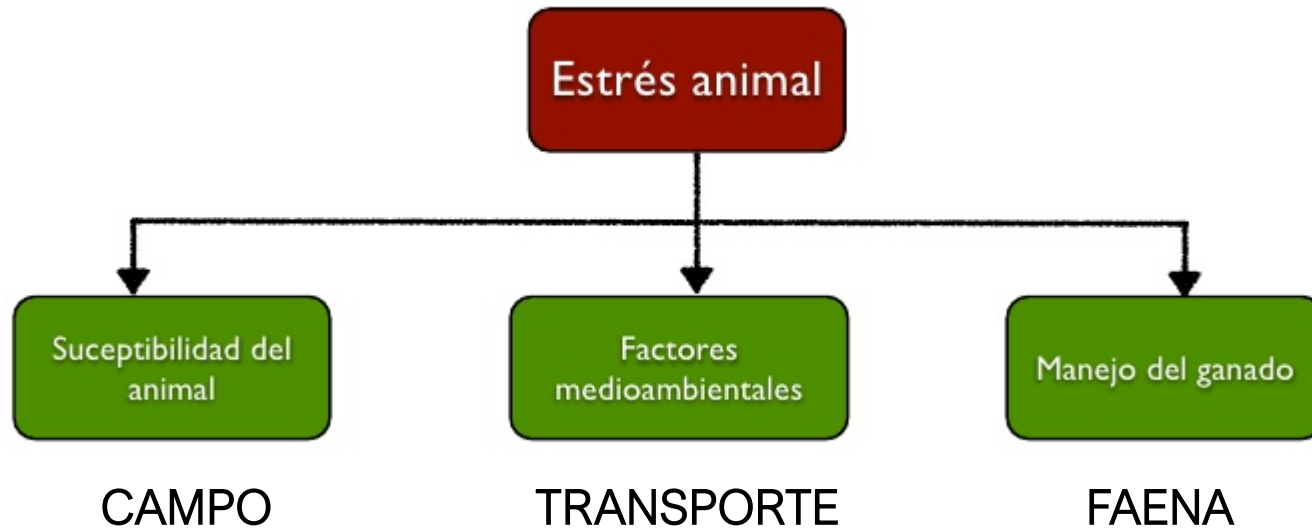 Estrés animal
Suceptibilidad del
animal
Factores
medioambientales
Manejo del ganado
CAMPO
TRANSPORTE
FAENA